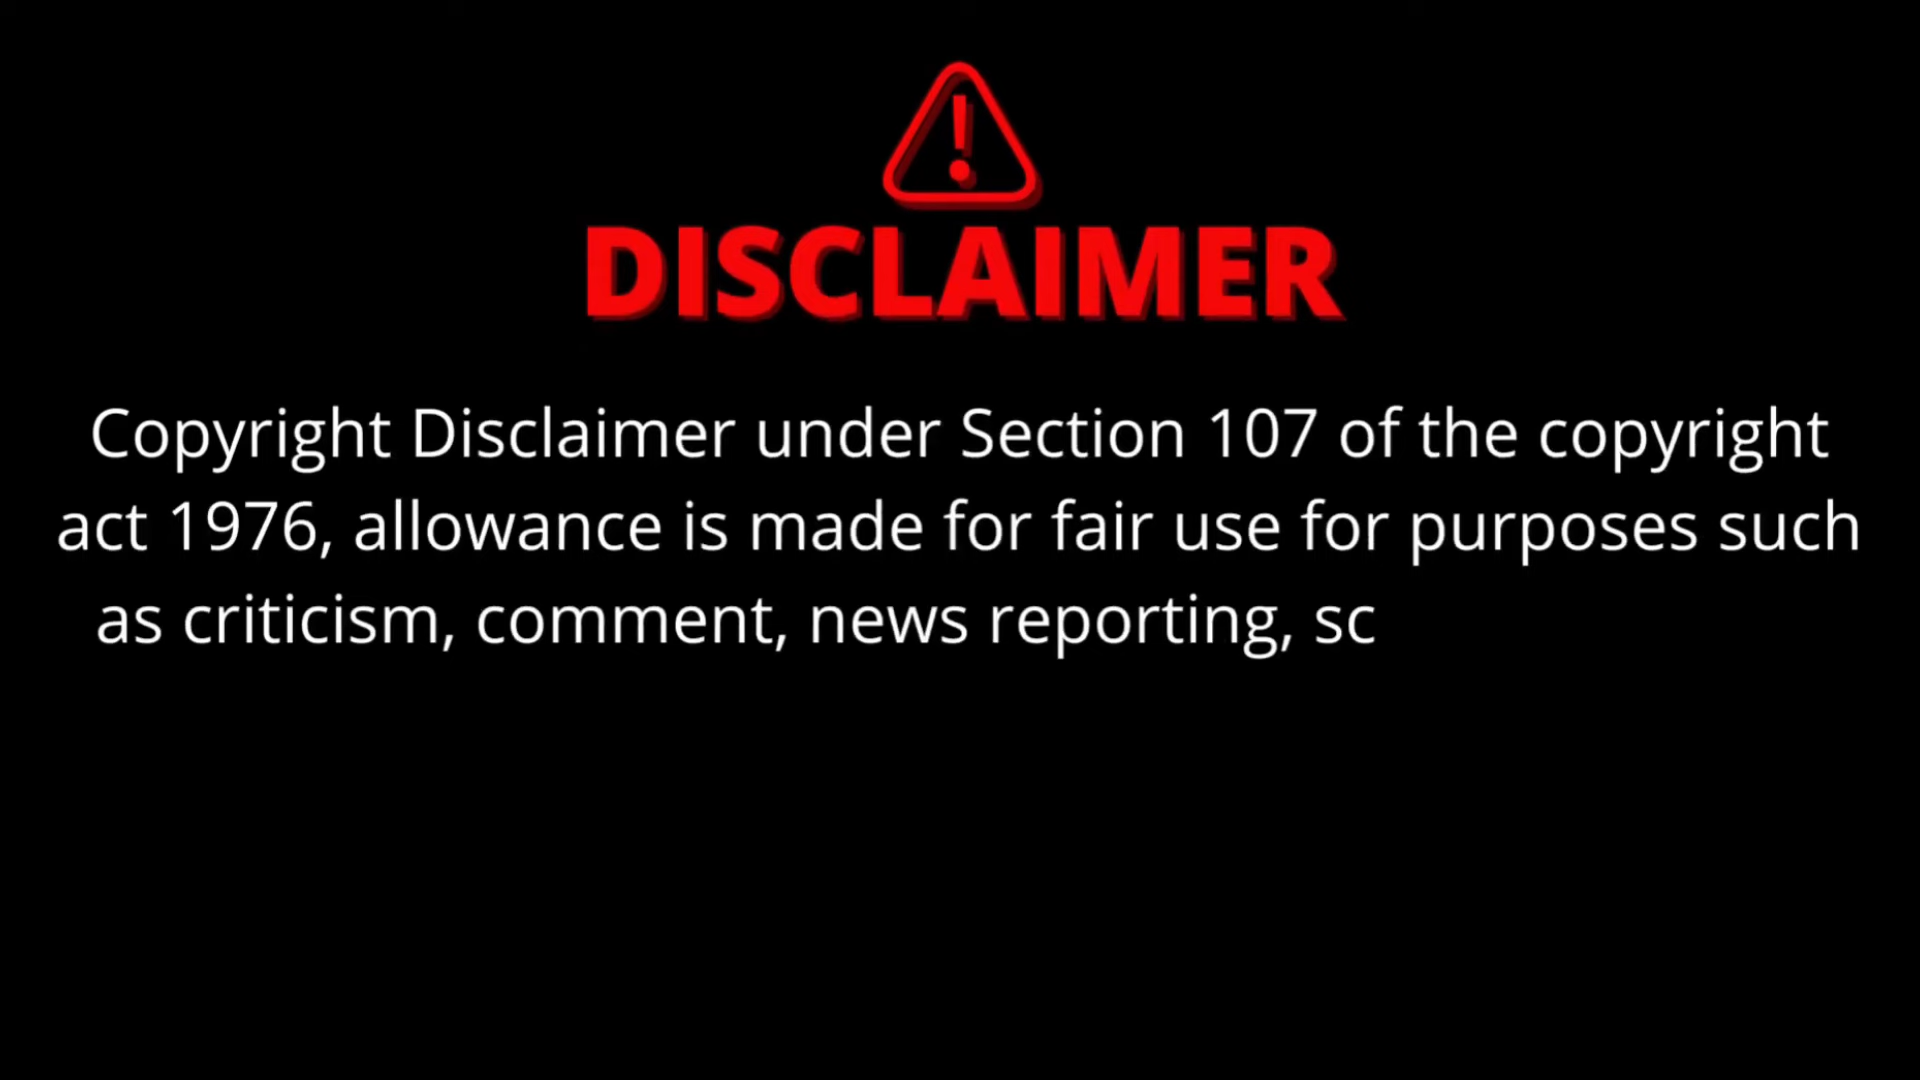 DISCLAIMER
Copyright Disclaimer under Section 107 of the copyright
act 1976, allowance is made for fair use for purposes such
as criticism, comment, news reporting, sc